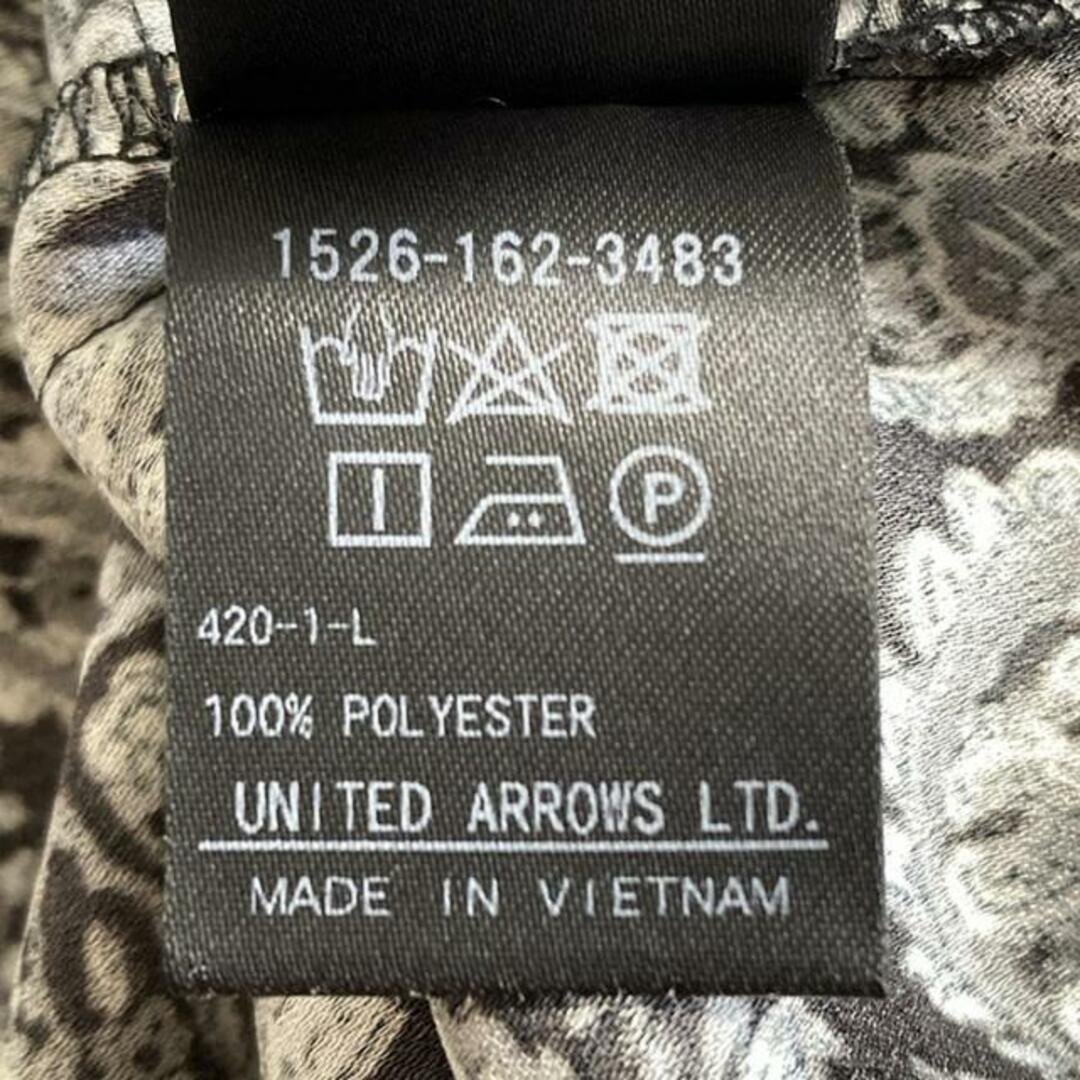 1526-162-3483
P
420-1-L
100% POLYESTER
UNITED ARROWS LTD.
MADE IN VIETNAM